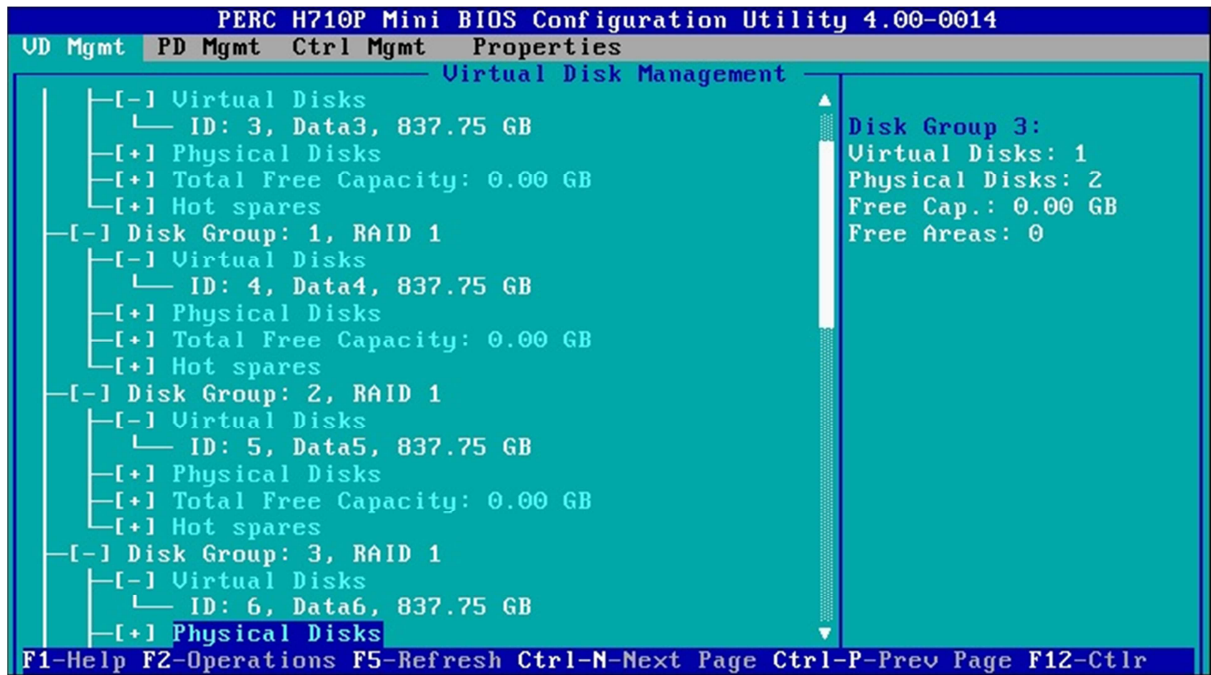 PERC H710P Mini BIOS Configuration Utility 4.00-0014
VD Mgmt PD Mgmt Ctrl Mgmt Properties
Virtual Disk Management
[-] Virtual Disks
ID: 3, Data3, 837.75 GB
[+] Physical Disks
[+] Total Free Capacity: 0.00 GB
[+] Hot spares
[-] Disk Group: 1, RAID 1
[-] Virtual Disks
ID: 4, Data4, 837.75 GB
[+] Physical Disks
[+] Total Free Capacity: 0.00 GB
[+] Hot spares
[-] Disk Group: 2, RAID 1
[-] Virtual Disks
ID: 5, Data5, 837.75 GB
[+] Physical Disks
[+] Total Free Capacity: 0.00 GB
[+] Hot spares
[-] Disk Group: 3, RAID 1
[-] Virtual Disks
ID: 6, Data6, 837.75 GB
[+] Physical Disks
Disk Group 3:
Virtual Disks: 1
Physical Disks: 2
Free Cap.: 0.00 GB
Free Areas: 0
F1-Help F2-Operations F5-Refresh Ctrl-N-Next Page Ctrl-P-Prev Page F12-Ctlr